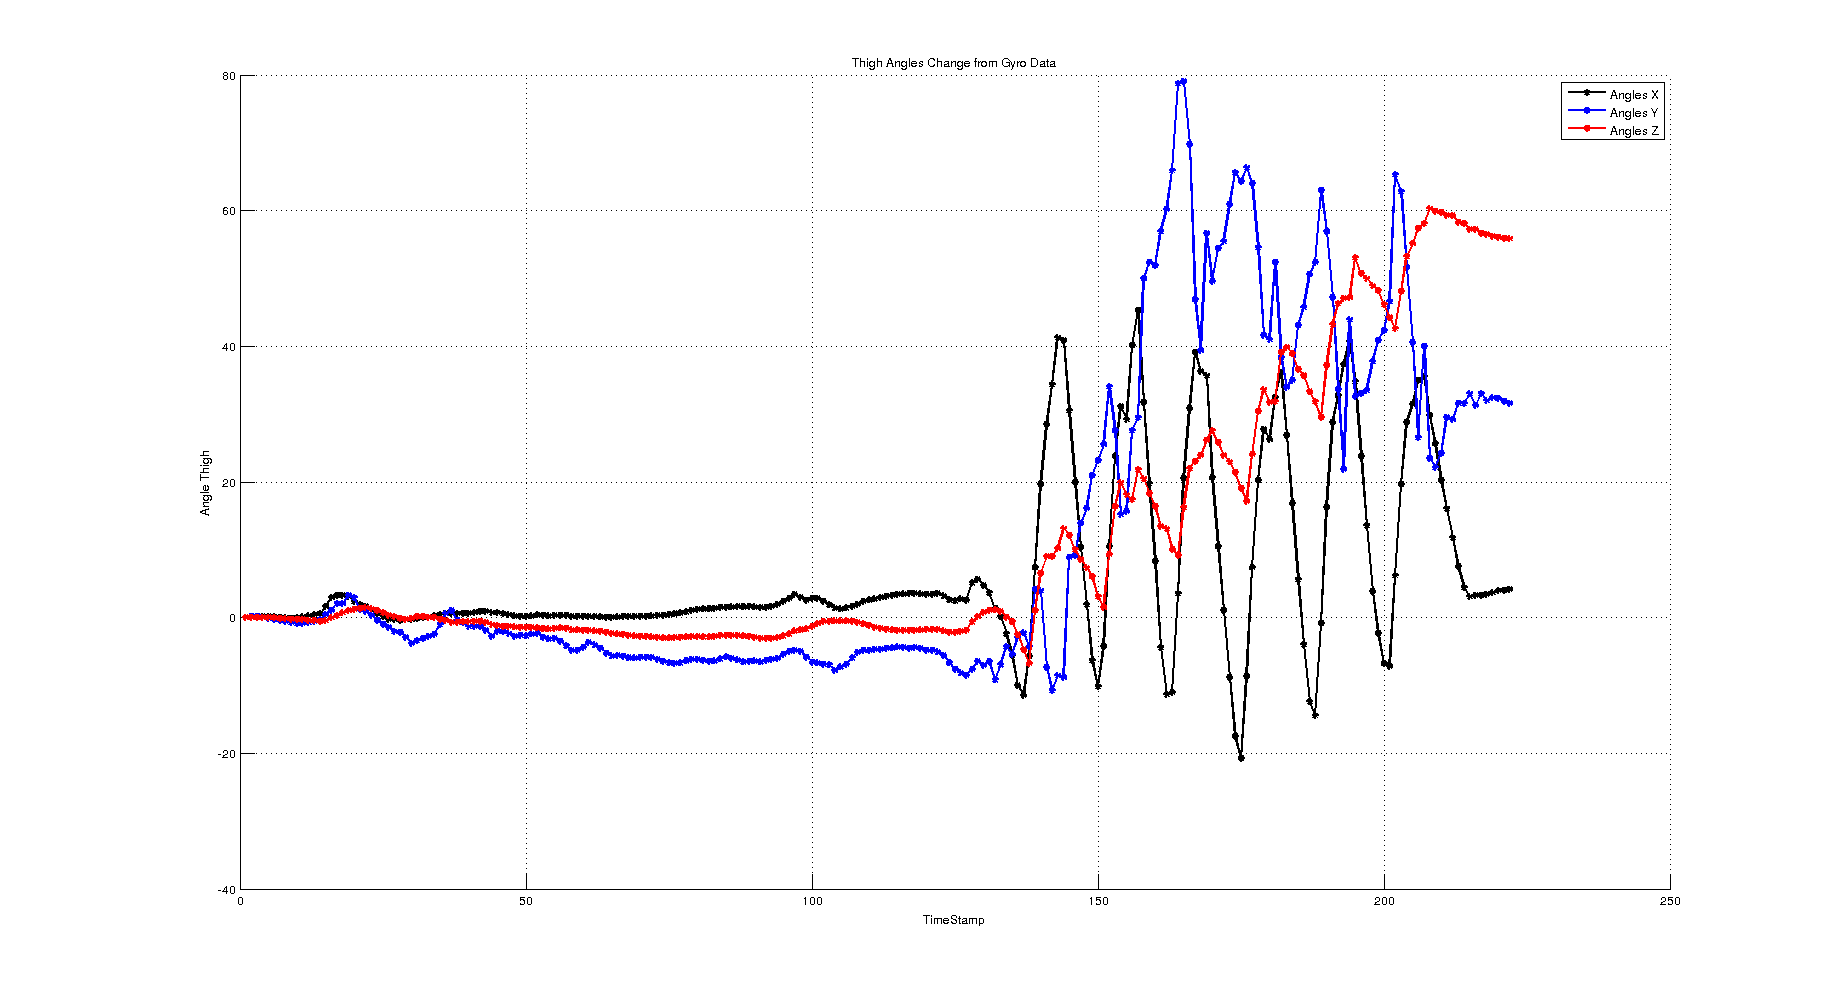 Thigh Angles Change from Gyro Data
80
60
40
20
0
-20
-40
Angle Thigh
Angles X
Angles Y
Angles Z
0 50 100 150 200 250
TimeStamp